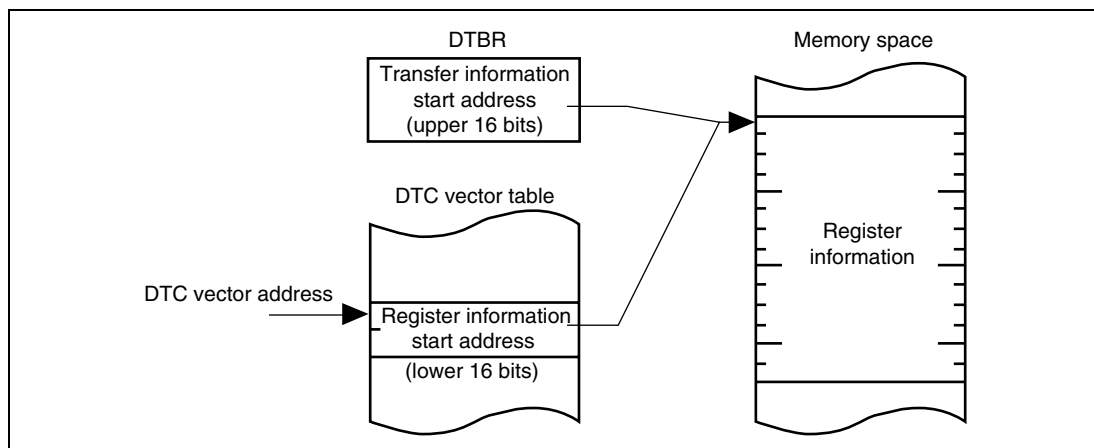 DTBR
Transfer information
start address
(upper 16 bits)
Memory space
DTC vector table
DTC vector address
Register information
start address
(lower 16 bits)
Register
information